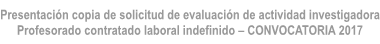 Presentación copia de solicitud de evaluación de actividad investigadora
Profesorado contratado laboral indefinido – CONVOCATORIA 2017